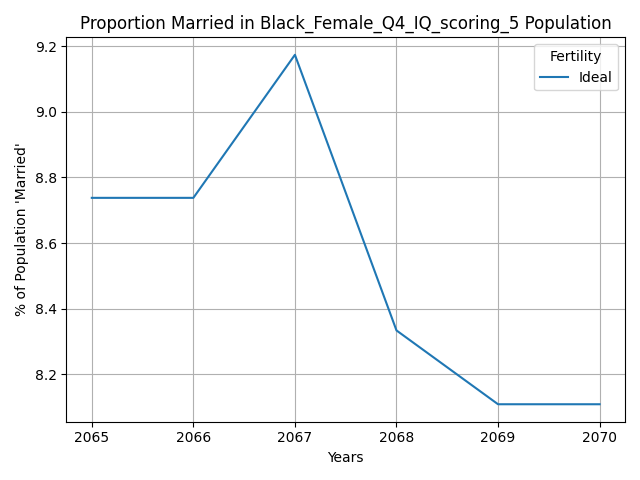 Proportion Married in Black_Female_Q4_IQ_scoring_5 Population
Fertility
Ideal
% of Population 'Married'
9.2
9.0
8.8
8.6
8.4
8.2
2065 2066 2067 2068 2069 2070
Years